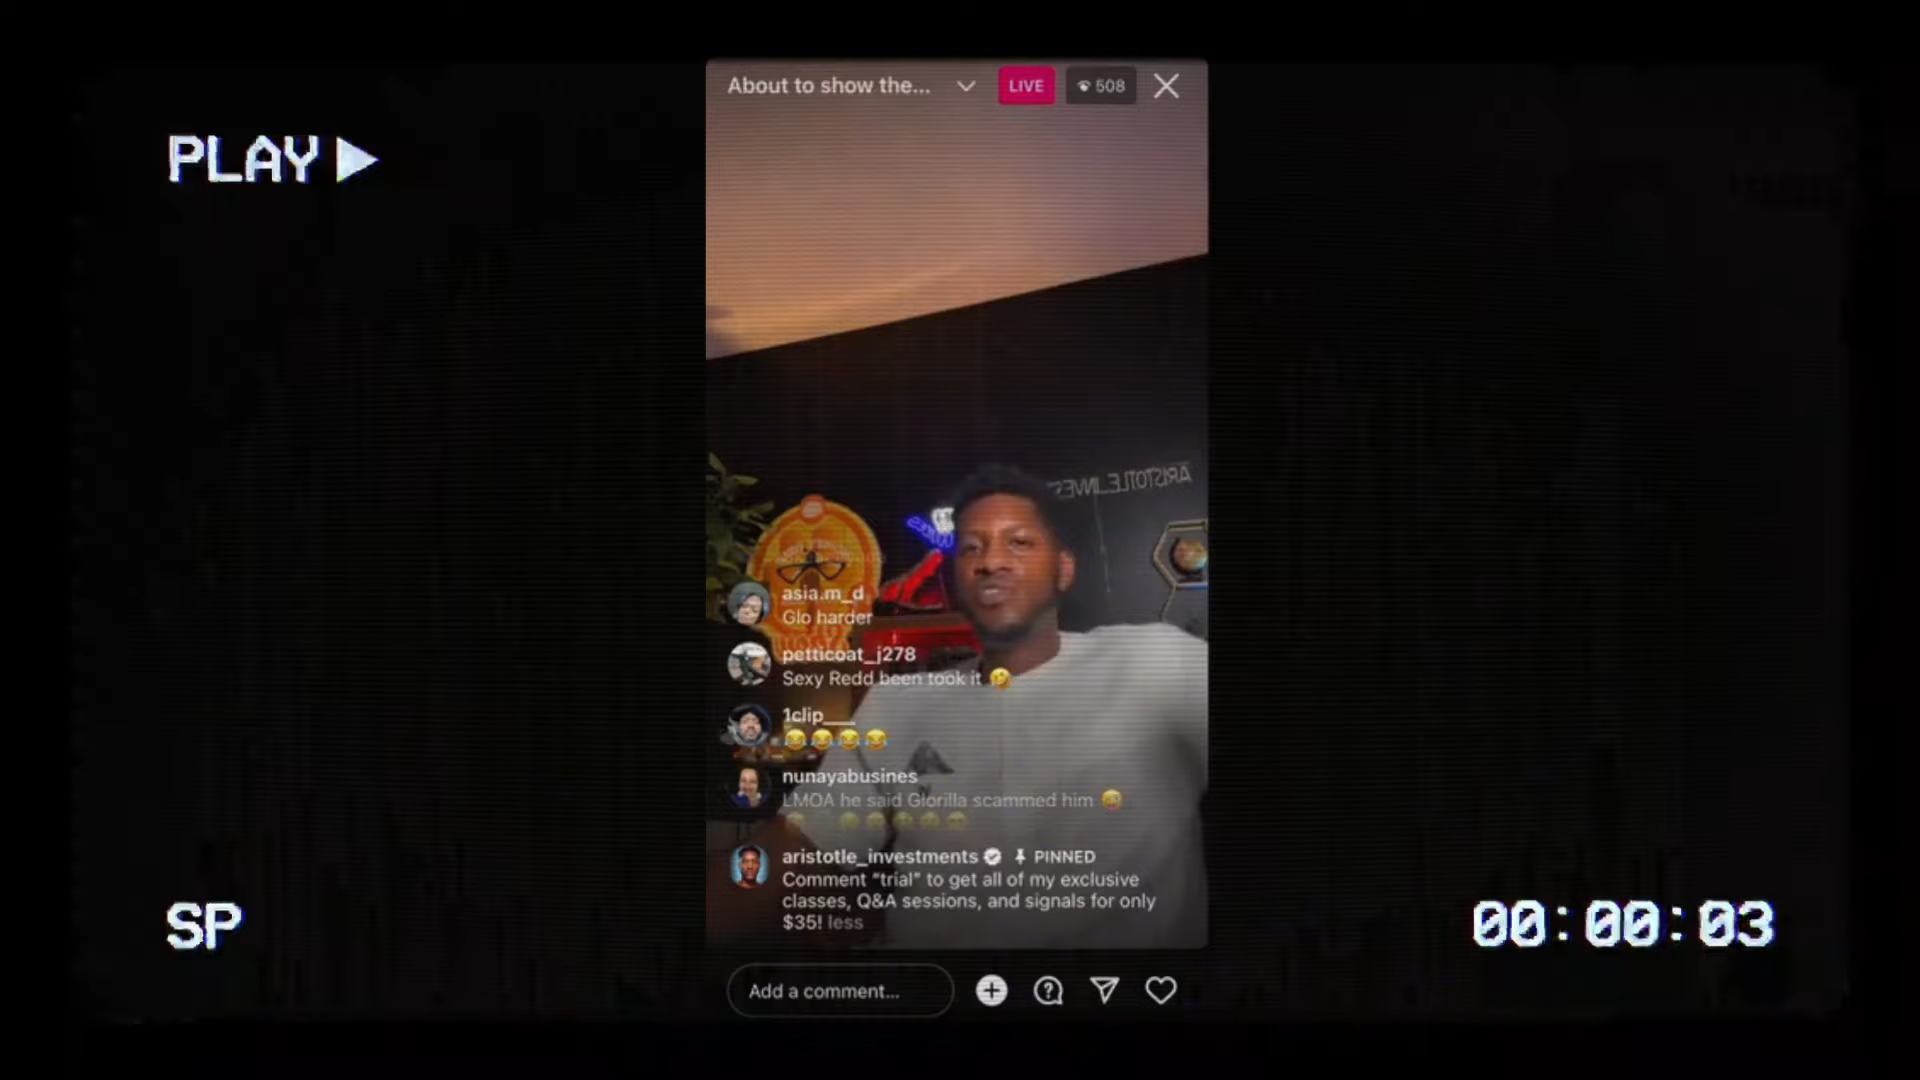 About to show the...
LIVE
508
PLAY
ARISTOTLE_INVES
asia.m_d
Glo harder
petticoat_j278
Sexy Redd been took it 🤣
1clip___
😂😂😂😂
nunayabusines
LMOA he said Glorilla scammed him
aristotle_investments PINNED
Comment "trial" to get all of my exclusive
classes, Q&A sessions, and signals for only
$35! less
SP
00:00:03
Add a comment...